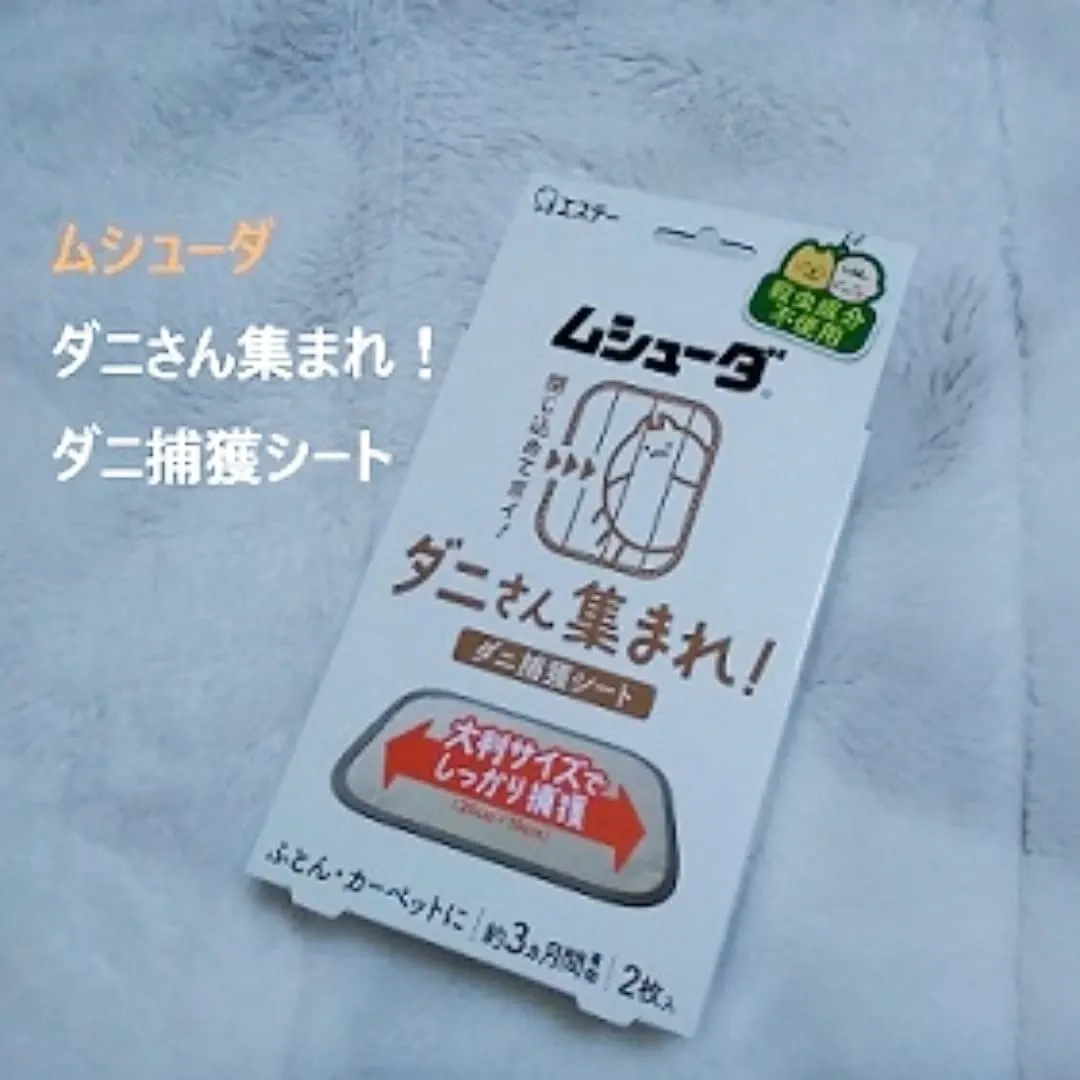 ムシューダ
ダニさん集まれ！
ダニ捕獲シート
エステー
殺虫成分
不使用
ムシューダ
閉じ込めてポイ！
ダニさん集まれ！
ダニ捕獲シート
大判サイズで
しっかり捕獲
ふとん・カーペットに
約3ヵ月間有効
2枚入